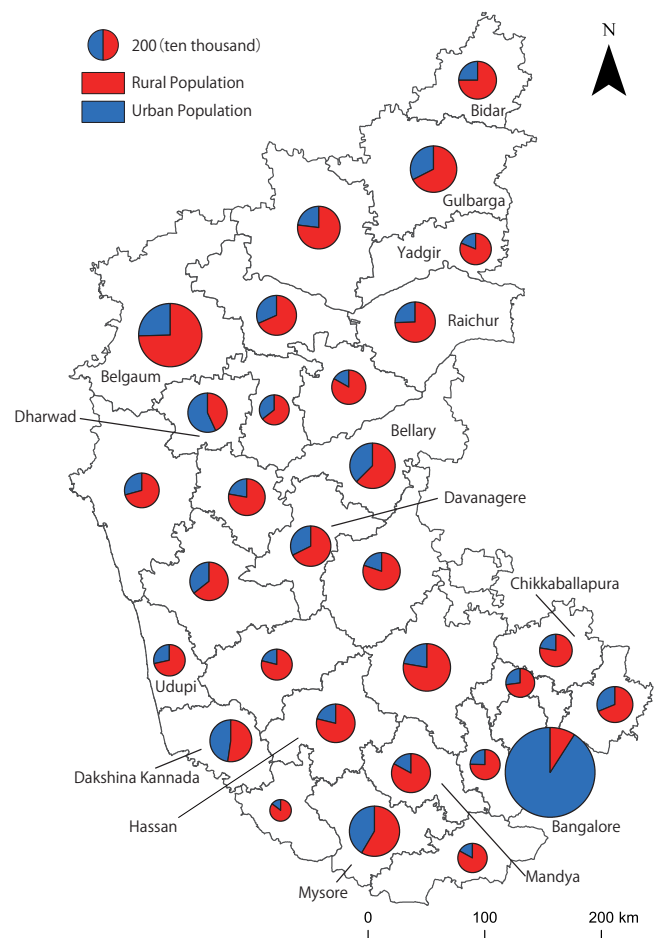 N
200 (ten thousand)
Rural Population
Urban Population
Bidar
Gulbarga
Yadgir
Raichur
Belgaum
Dharwad
Bellary
Davanagere
Chikkaballapura
Udupi
Dakshina Kannada
Hassan
Bangalore
Mandya
Mysore
0 100 200 km